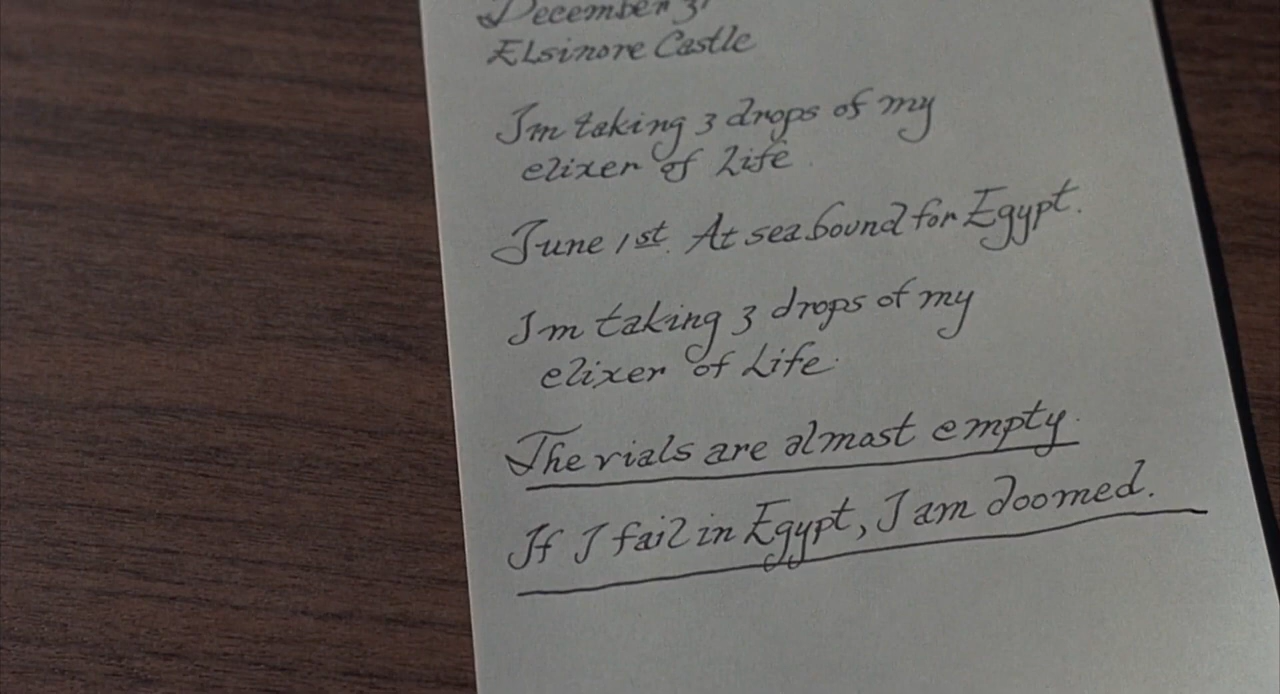 December 31
Elsinore Castle
Im taking 3 drops of my
elixer of Life
June 1st. At sea bound for Egypt.
Im taking 3 drops of my
elixer of Life.
The vials are almost empty.
If I fail in Egypt, I am doomed.